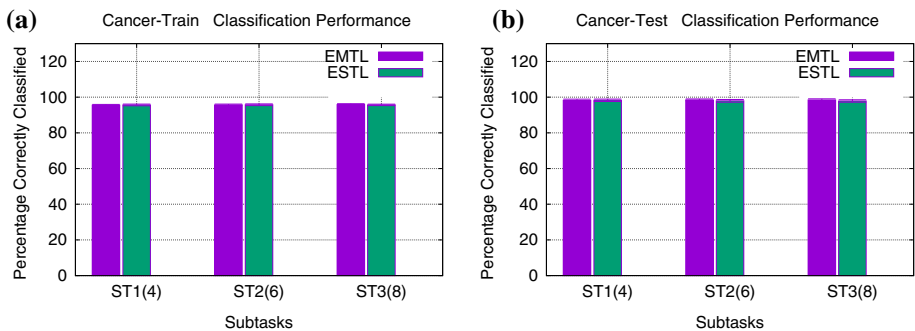 (a)
Cancer-Train Classification Performance
Percentage Correctly Classified
120
100
80
60
40
20
0
EMTL
ESTL
ST1(4) ST2(6) ST3(8)
Subtasks
(b)
Cancer-Test Classification Performance
Percentage Correctly Classified
120
100
80
60
40
20
0
EMTL
ESTL
ST1(4) ST2(6) ST3(8)
Subtasks